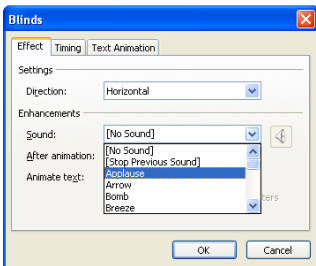 Blinds
Effect Timing Text Animation
Settings
Direction: Horizontal
Enhancements
Sound: [No Sound]
[No Sound]
After animation: [Stop Previous Sound]
Animate text: Applause
Arrow
Bomb
Breeze
OK Cancel